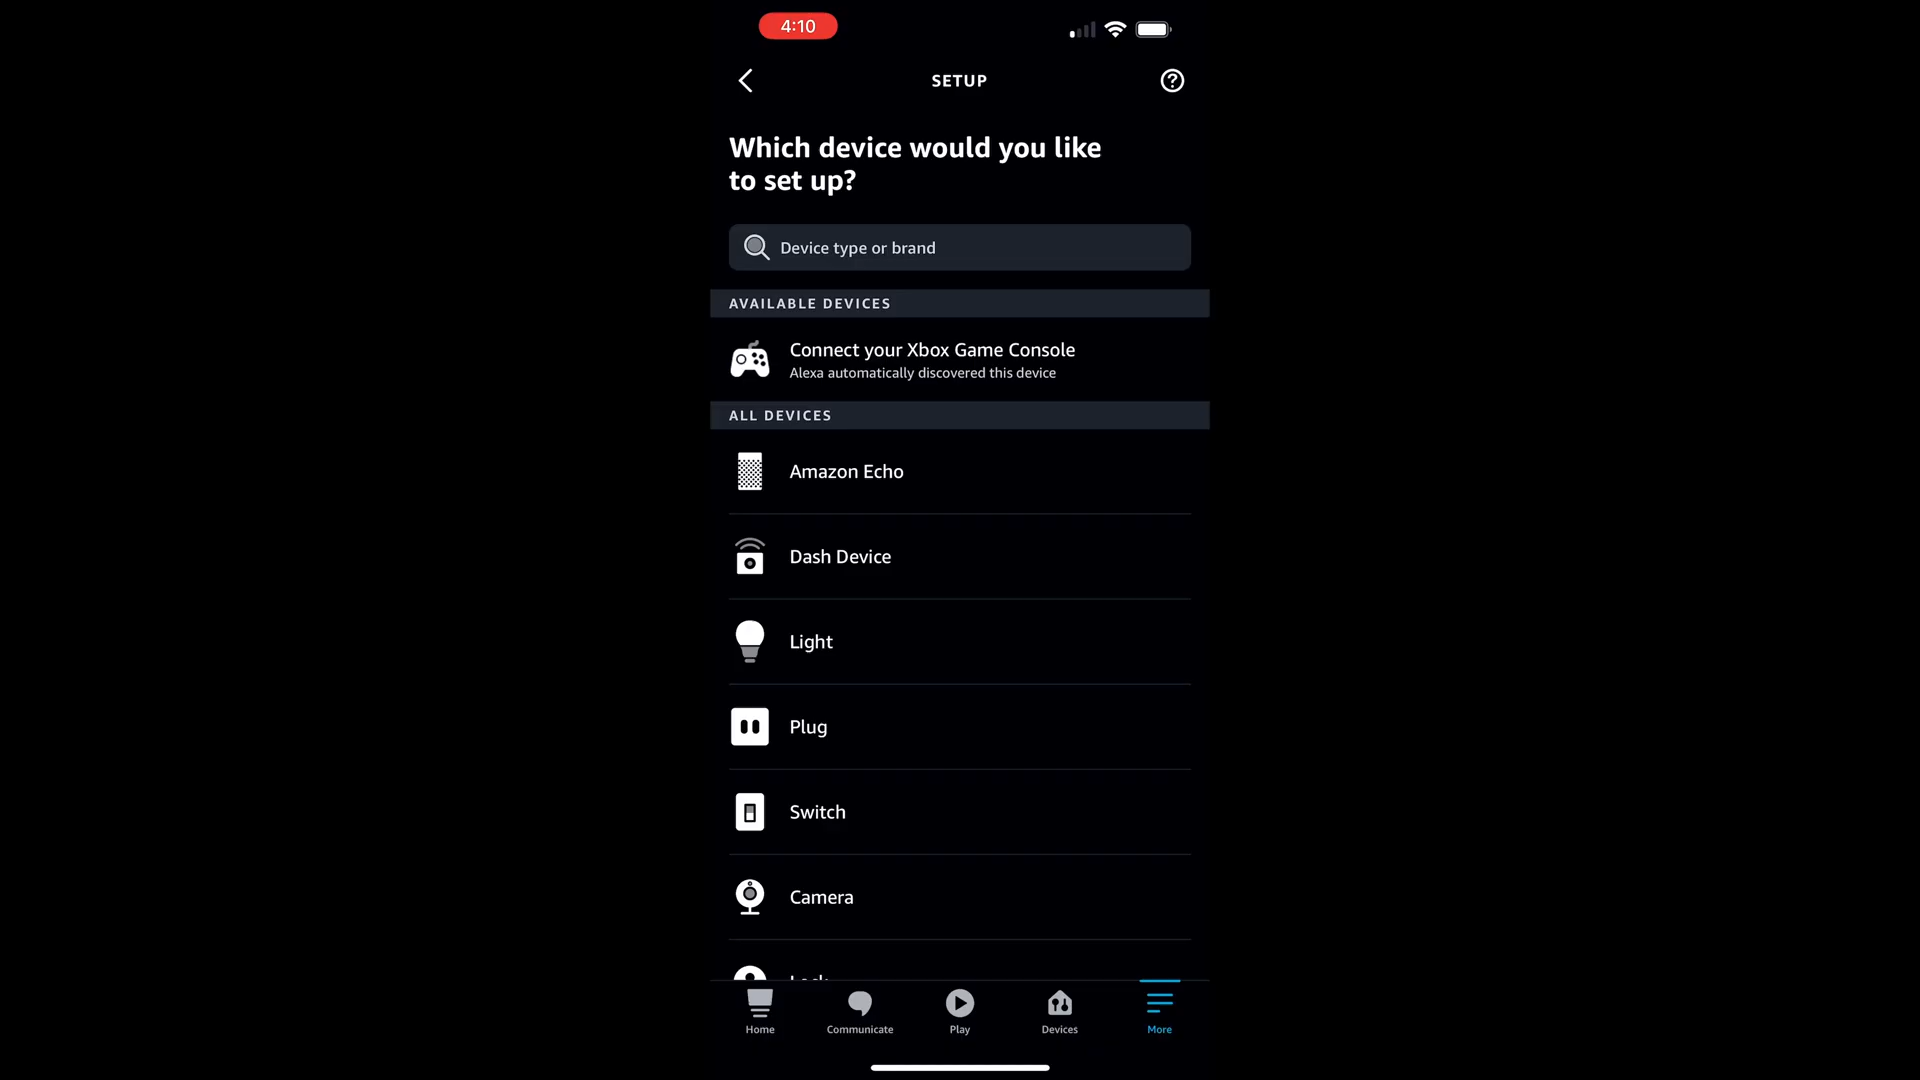 4:10
SETUP
Which device would you like
to set up?
Device type or brand
AVAILABLE DEVICES
Connect your Xbox Game Console
Alexa automatically discovered this device
ALL DEVICES
Amazon Echo
Dash Device
Light
Plug
Switch
Camera
Lock
Home Communicate Play Devices More